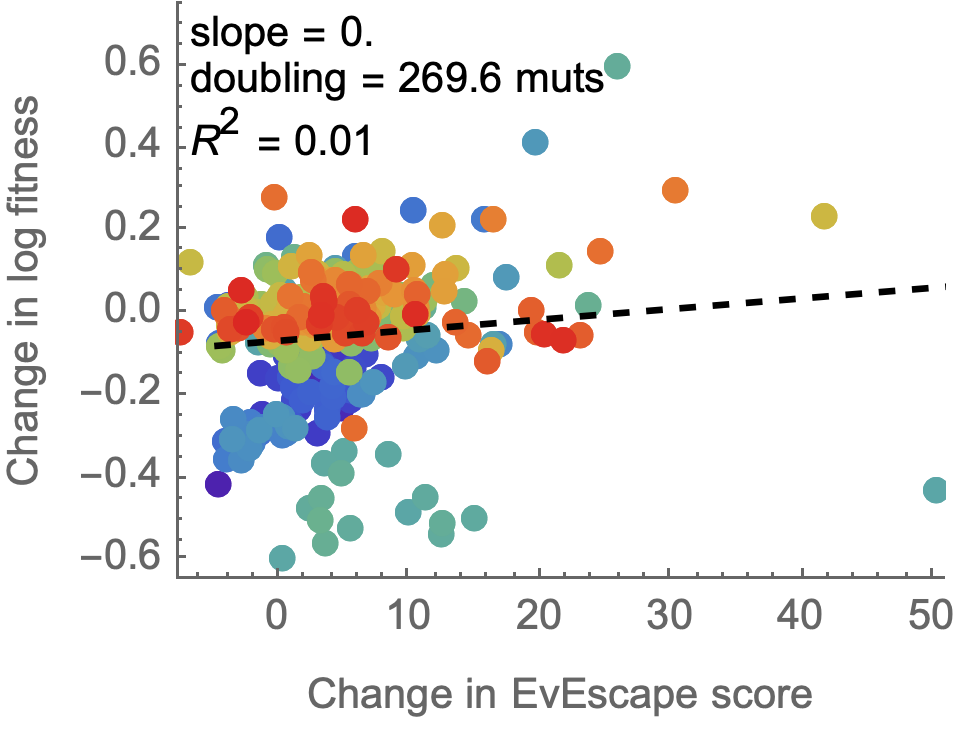 slope = 0.
doubling = 269.6 muts
R² = 0.01
Change in log fitness
0.6
0.4
0.2
0.0
−0.2
−0.4
−0.6
0 10 20 30 40 50
Change in EvEscape score